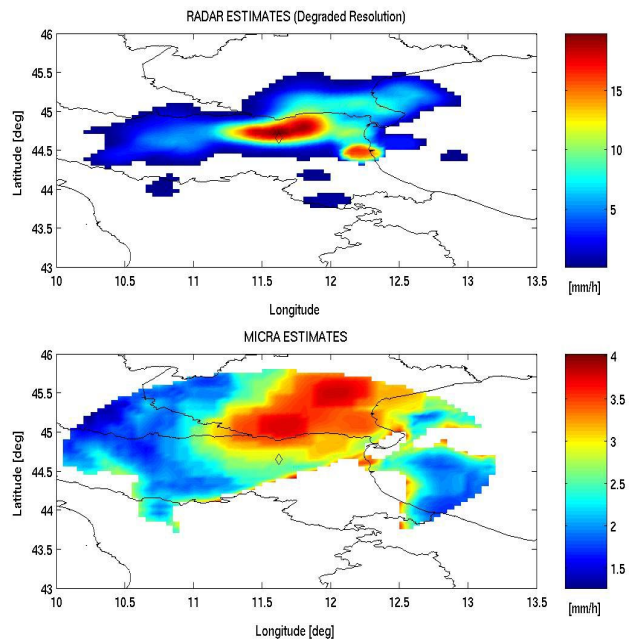 RADAR ESTIMATES (Degraded Resolution)
46
45.5
45
44.5
44
43.5
43
Latitude [deg]
10 10.5 11 11.5 12 12.5 13 13.5
Longitude
15
10
5
[mm/h]
MICRA ESTIMATES
46
45.5
45
44.5
44
43.5
43
Latitude [deg]
10 10.5 11 11.5 12 12.5 13 13.5
Longitude [deg]
4
3.5
3
2.5
2
1.5
[mm/h]